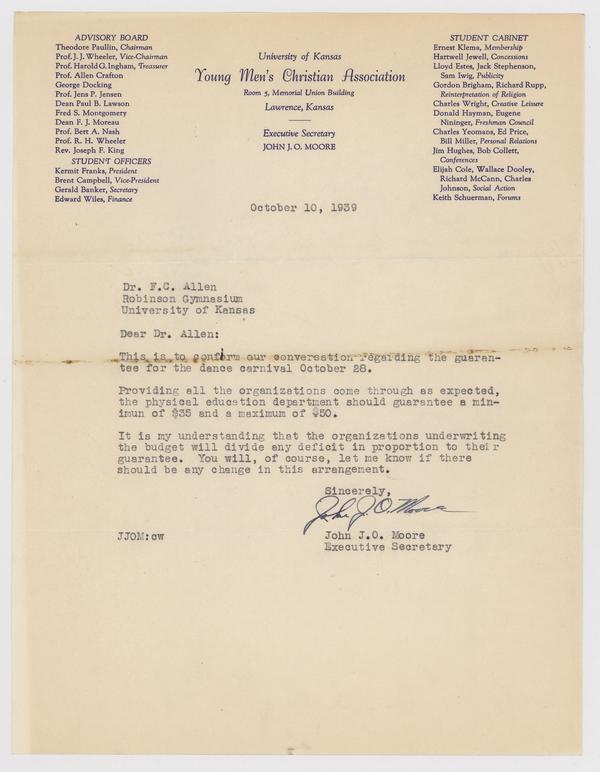 ADVISORY BOARD
Theodore Paullin, Chairman
Prof. J. J. Wheeler, Vice-Chairman
Prof. Harold G. Ingham, Treasurer
Prof. Allen Crafton
George Docking
Prof. Jens P. Jensen
Dean Paul B. Lawson
Fred S. Montgomery
Dean F. J. Moreau
Prof. Bett A. Nash
Prof. R. H. Wheeler
Rev. Joseph F. King
STUDENT OFFICERS
Kermit Franks, President
Brent Campbell, Vice-President
Gerald Banker, Secretary
Edward Wiles, Finance
University of Kansas
Young Men's Christian Association
Room 5, Memorial Union Building
Lawrence, Kansas
Executive Secretary
JOHN J. O. MOORE
STUDENT CABINET
Ernest Klema, Membership
Hartwell Jewell, Concessions
Lloyd Estes, Jack Stephenson,
Sam Iwig, Publicity
Gordon Brigham, Richard Rupp,
Reinterpretation of Religion
Charles Wright, Creative Leisure
Donald Hayman, Eugene
Nininger, Freshman Council
Charles Yeomans, Ed Price,
Bill Miller, Personal Relations
Jim Hughes, Bob Collett,
Conferences
Elijah Cole, Wallace Dooley,
Richard McCann, Charles
Johnson, Social Action
Keith Schuerman, Forums
October 10, 1939
Dr. F.C. Allen
Robinson Gymnasium
University of Kansas
Dear Dr. Allen:
This is to confirm our conversation regarding the guaran-
tee for the dance carnival October 28.
Providing all the organizations come through as expected,
the physical education department should guarantee a min-
imun of $35 and a maximum of $50.
It is my understanding that the organizations underwriting
the budget will divide any deficit in proportion to their
guarantee. You will, of course, let me know if there
should be any change in this arrangement.
Sincerely,
John J. O. Moore
JJOM:cw
John J.O. Moore
Executive Secretary